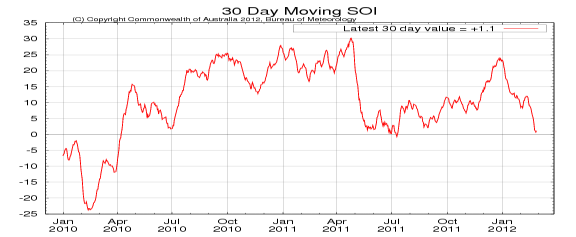 30 Day Moving SOI
(C) Copyright Commonwealth of Australia 2012, Bureau of Meteorology
Latest 30 day value = +1.1
35
30
25
20
15
10
5
0
-5
-10
-15
-20
-25
Jan Apr Jul Oct Jan Apr Jul Oct Jan
2010 2010 2010 2010 2011 2011 2011 2011 2012